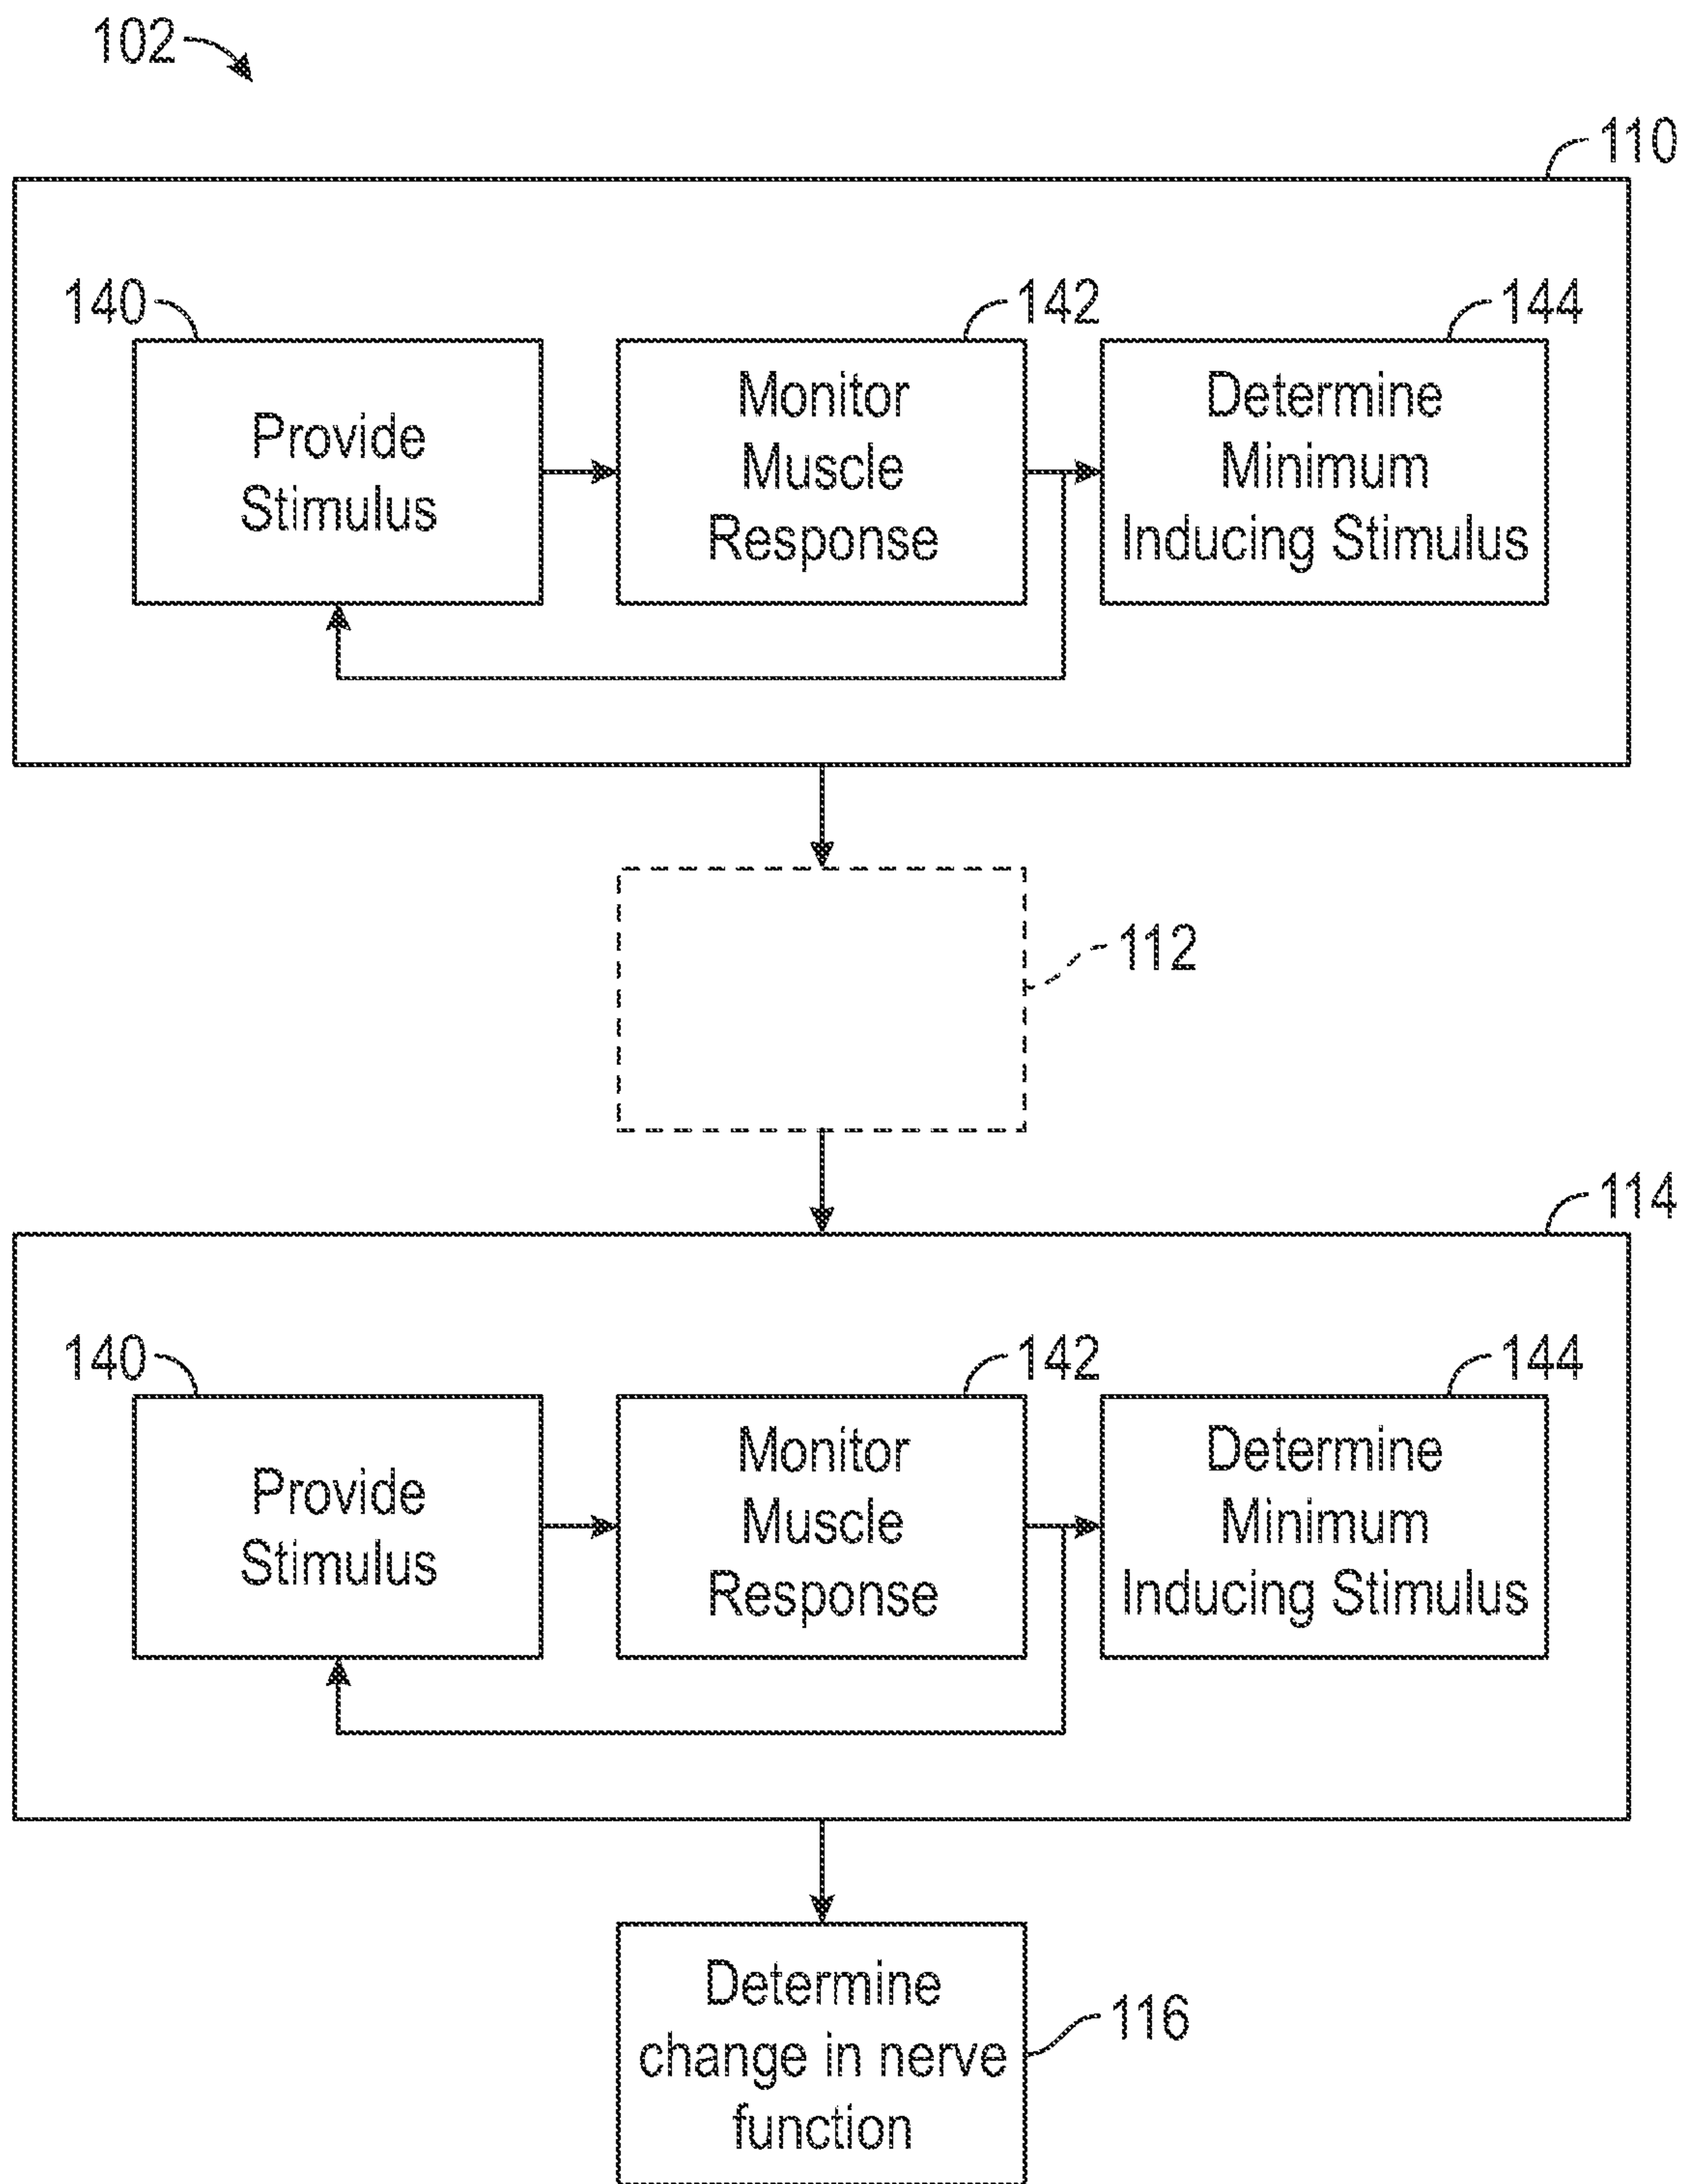 102
110
140
142
144
Provide
Stimulus
Monitor
Muscle
Response
Determine
Minimum
Inducing Stimulus
112
114
140
142
144
Provide
Stimulus
Monitor
Muscle
Response
Determine
Minimum
Inducing Stimulus
Determine
change in nerve
function
116